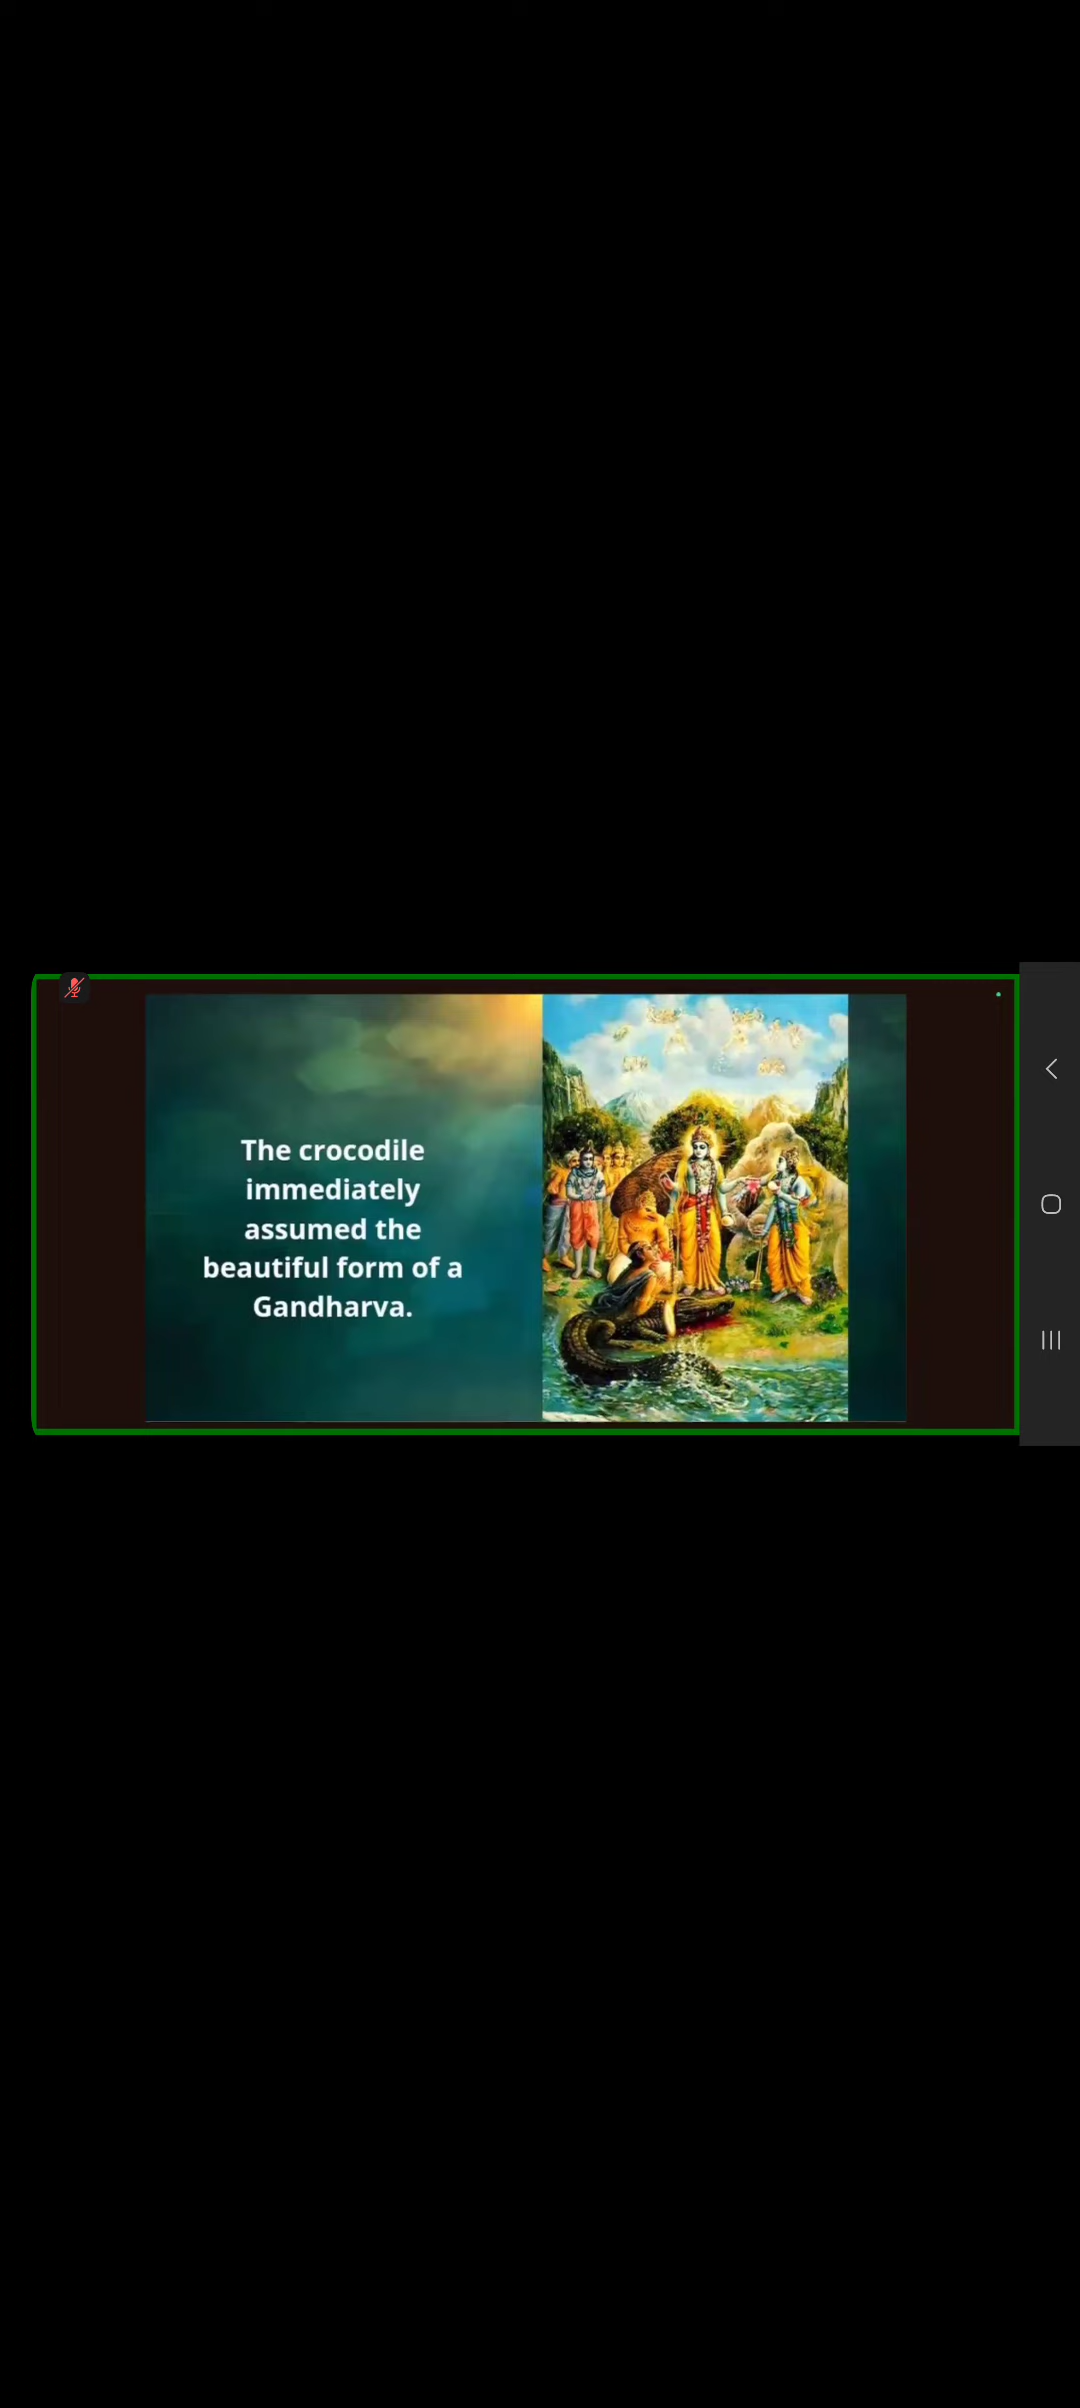 The crocodile
immediately
assumed the
beautiful form of a
Gandharva.